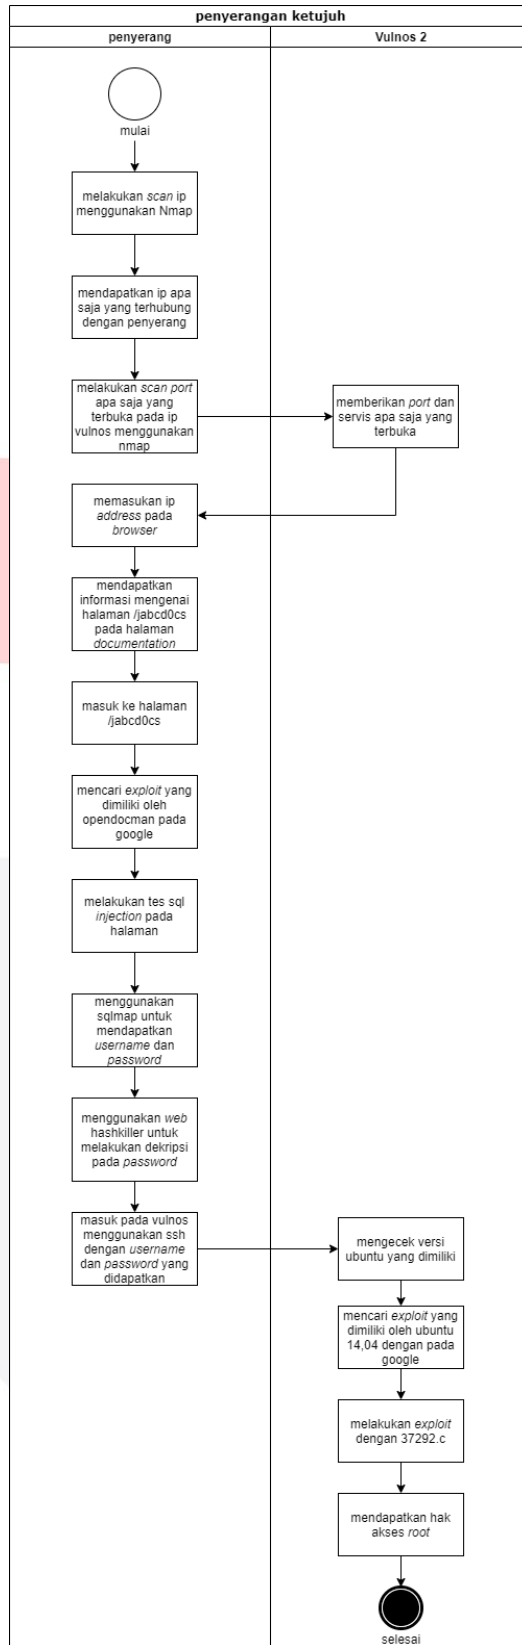 penyerangan ketujuh
penyerang
Vulnos 2
mulai
melakukan scan ip
menggunakan Nmap
mendapatkan ip apa
saja yang terhubung
dengan penyerang
melakukan scan port
apa saja yang
terbuka pada ip
vulnos menggunakan
nmap
memberikan port dan
servis apa saja yang
terbuka
memasukan ip
address pada
browser
mendapatkan
informasi mengenai
halaman /jabcd0cs
pada halaman
documentation
masuk ke halaman
/jabcd0cs
mencari exploit yang
dimiliki oleh
opendocman pada
google
melakukan tes sql
injection pada
halaman
menggunakan
sqlmap untuk
mendapatkan
username dan
password
menggunakan web
hashkiller untuk
melakukan dekripsi
pada password
masuk pada vulnos
menggunakan ssh
dengan username
dan password yang
didapatkan
mengecek versi
ubuntu yang dimiliki
mencari exploit yang
dimiliki oleh ubuntu
14,04 dengan pada
google
melakukan exploit
dengan 37292.c
mendapatkan hak
akses root
selesai